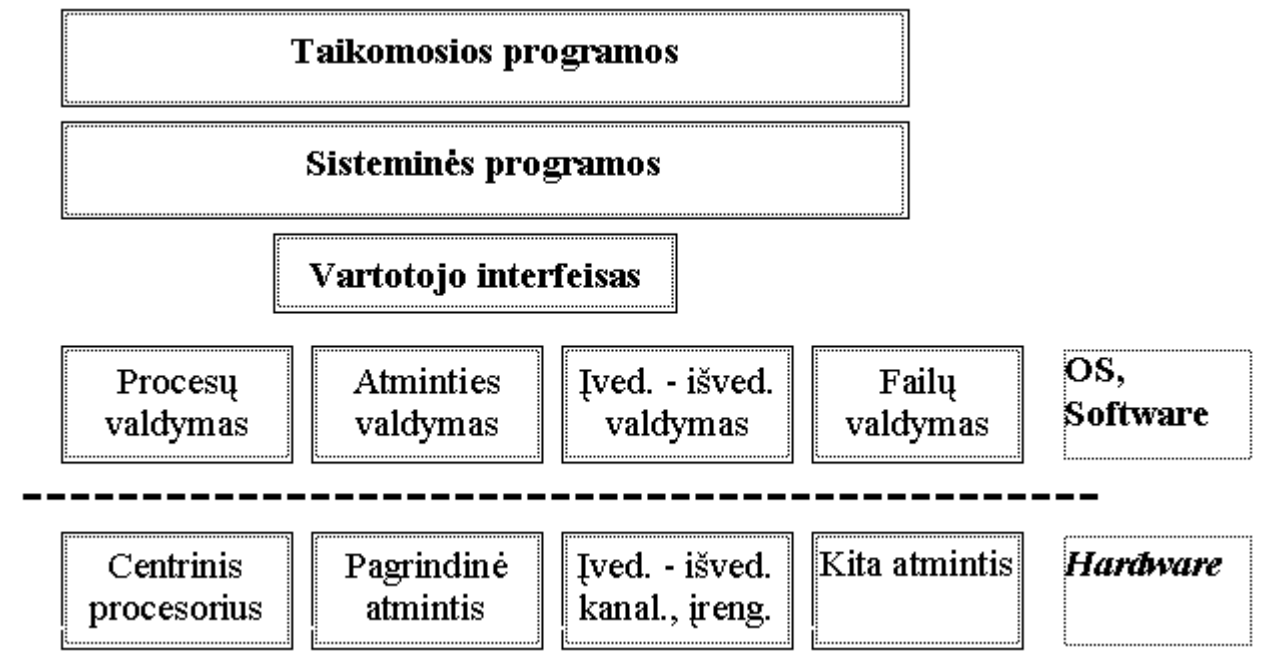 Taikomosios programos
Sisteminės programos
Vartotojo interfeisas
Procesų
valdymas
Atminties
valdymas
Įved. - išved.
valdymas
Failų
valdymas
OS,
Software
Centrinis
procesorius
Pagrindinė
atmintis
Įved. - išved.
kanal., įreng.
Kita atmintis
Hardware